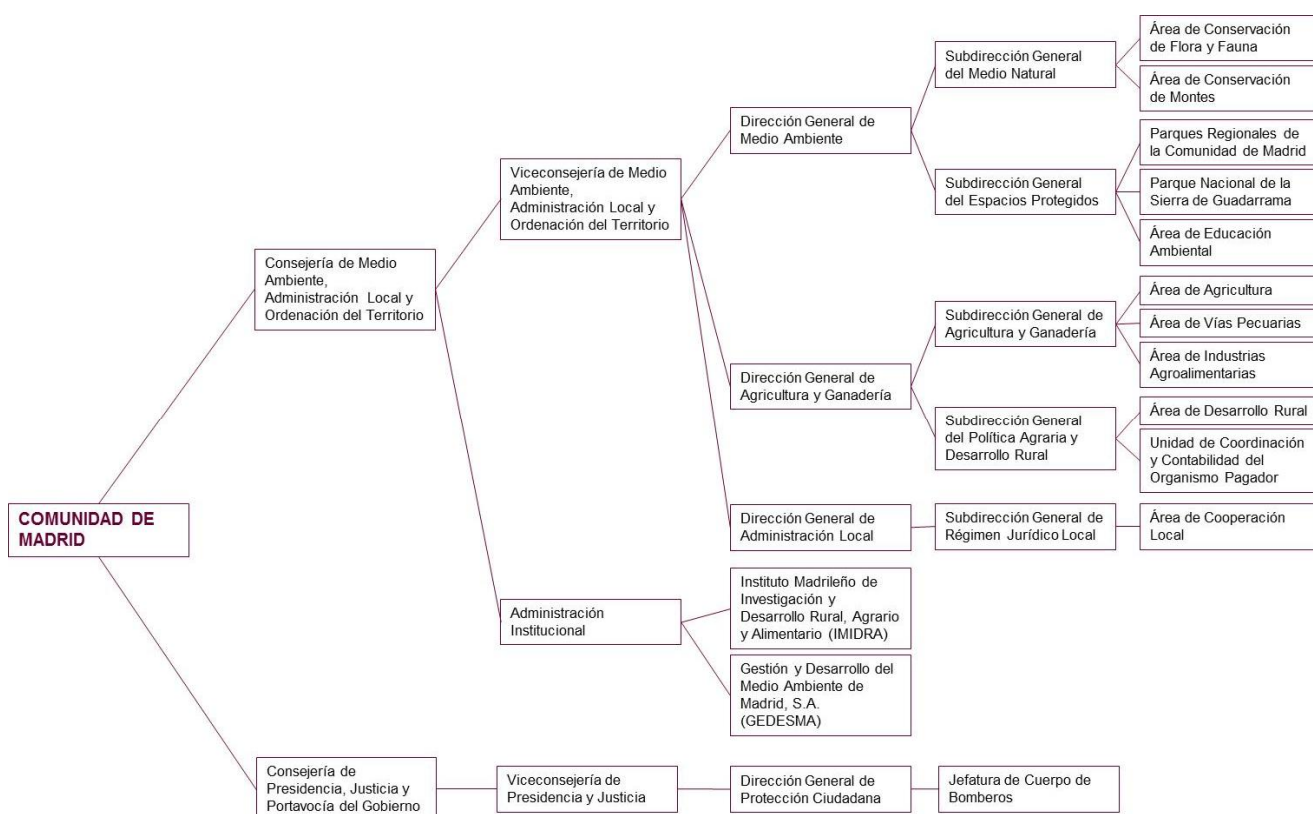 COMUNIDAD DE
MADRID
Consejería de Medio
Ambiente,
Administración Local y
Ordenación del Territorio
Viceconsejería de Medio
Ambiente,
Administración Local y
Ordenación del Territorio
Dirección General de
Medio Ambiente
Subdirección General
del Medio Natural
Área de Conservación
de Flora y Fauna
Área de Conservación
de Montes
Subdirección General
del Espacios Protegidos
Parques Regionales de
la Comunidad de Madrid
Parque Nacional de la
Sierra de Guadarrama
Área de Educación
Ambiental
Dirección General de
Agricultura y Ganadería
Subdirección General de
Agricultura y Ganadería
Área de Agricultura
Área de Vías Pecuarias
Área de Industrias
Agroalimentarias
Subdirección General
del Política Agraria y
Desarrollo Rural
Área de Desarrollo Rural
Unidad de Coordinación
y Contabilidad del
Organismo Pagador
Dirección General de
Administración Local
Subdirección General de
Régimen Jurídico Local
Área de Cooperación
Local
Administración
Institucional
Instituto Madrileño de
Investigación y
Desarrollo Rural, Agrario
y Alimentario (IMIDRA)
Gestión y Desarrollo del
Medio Ambiente de
Madrid, S.A.
(GEDESMA)
Consejería de
Presidencia, Justicia y
Portavocía del Gobierno
Viceconsejería de
Presidencia y Justicia
Dirección General de
Protección Ciudadana
Jefatura de Cuerpo de
Bomberos